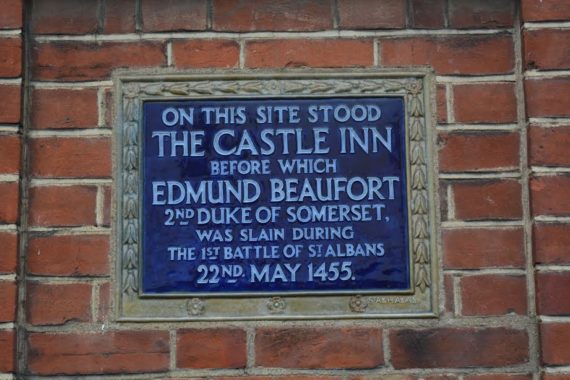 ON THIS SITE STOOD
THE CASTLE INN
BEFORE WHICH
EDMUND BEAUFORT
2ND DUKE OF SOMERSET,
WAS SLAIN DURING
THE 1ST BATTLE OF ST ALBANS
22ND. MAY 1455.